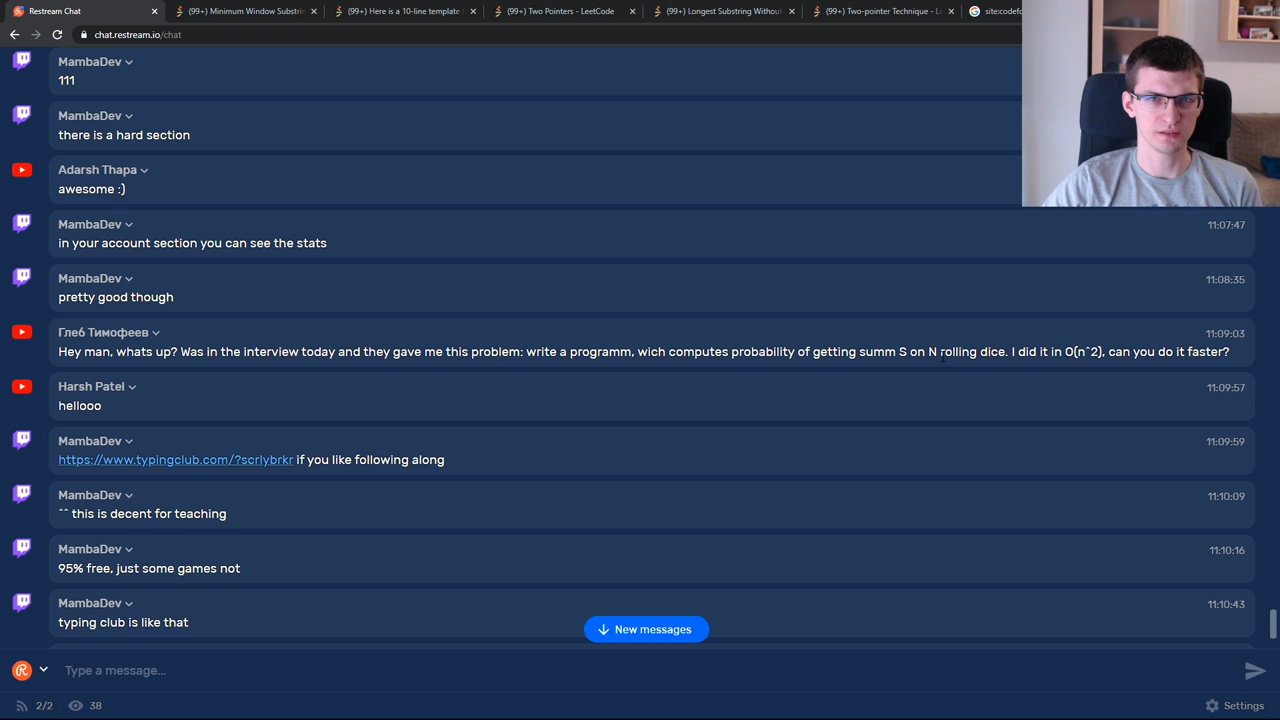 Restream Chat
(99+) Minimum Window Substri
(99+) Here is a 10-line template
(99+) Two Pointers - LeetCode
(99+) Longest Substring Without
(99+) Two-pointer Technique - Le
site:codefo
chat.restream.io/chat
MambaDev
111
MambaDev
there is a hard section
Adarsh Thapa
awesome :)
MambaDev
11:07:47
in your account section you can see the stats
MambaDev
11:08:35
pretty good though
Глеб Тимофеев
11:09:03
Hey man, whats up? Was in the interview today and they gave me this problem: write a programm, wich computes probability of getting summ S on N rolling dice. I did it in O(n^2), can you do it faster?
Harsh Patel
11:09:57
hellooo
MambaDev
11:09:59
https://www.typingclub.com/?scrlybrkr if you like following along
MambaDev
11:10:09
^^ this is decent for teaching
MambaDev
11:10:16
95% free, just some games not
MambaDev
11:10:43
typing club is like that
New messages
Type a message...
2/2
38
Settings